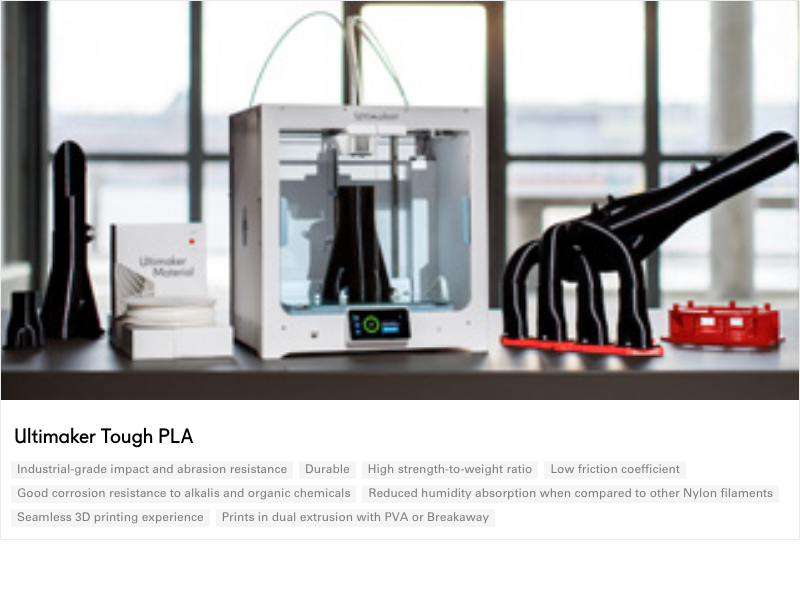 Ultimaker
Ultimaker
Material
Ultimaker Tough PLA
Industrial-grade impact and abrasion resistance Durable High strength-to-weight ratio Low friction coefficient
Good corrosion resistance to alkalis and organic chemicals Reduced humidity absorption when compared to other Nylon filaments
Seamless 3D printing experience Prints in dual extrusion with PVA or Breakaway